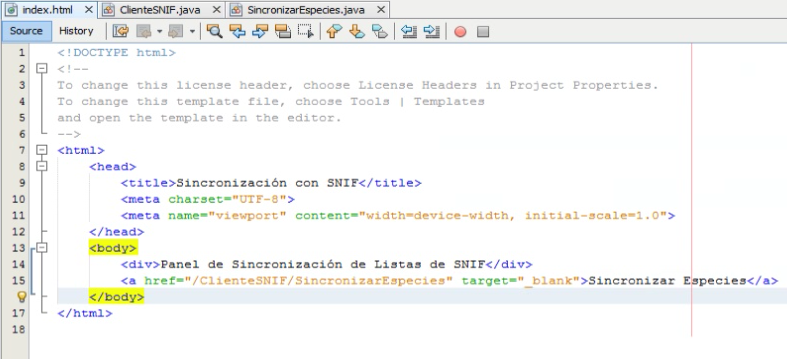 index.html x ClienteSNIF.java x SincronizarEspecies.java x
Source History
1 <!DOCTYPE html>
2 <!--
3 To change this license header, choose License Headers in Project Properties.
4 To change this template file, choose Tools | Templates
5 and open the template in the editor.
6 -->
7 <html>
8 <head>
9 <title>Sincronización con SNIF</title>
10 <meta charset="UTF-8">
11 <meta name="viewport" content="width=device-width, initial-scale=1.0">
12 </head>
13 <body>
14 <div>Panel de Sincronización de Listas de SNIF</div>
15 <a href="/ClienteSNIF/SincronizarEspecies" target="_blank">Sincronizar Especies</a>
</body>
17 </html>
18